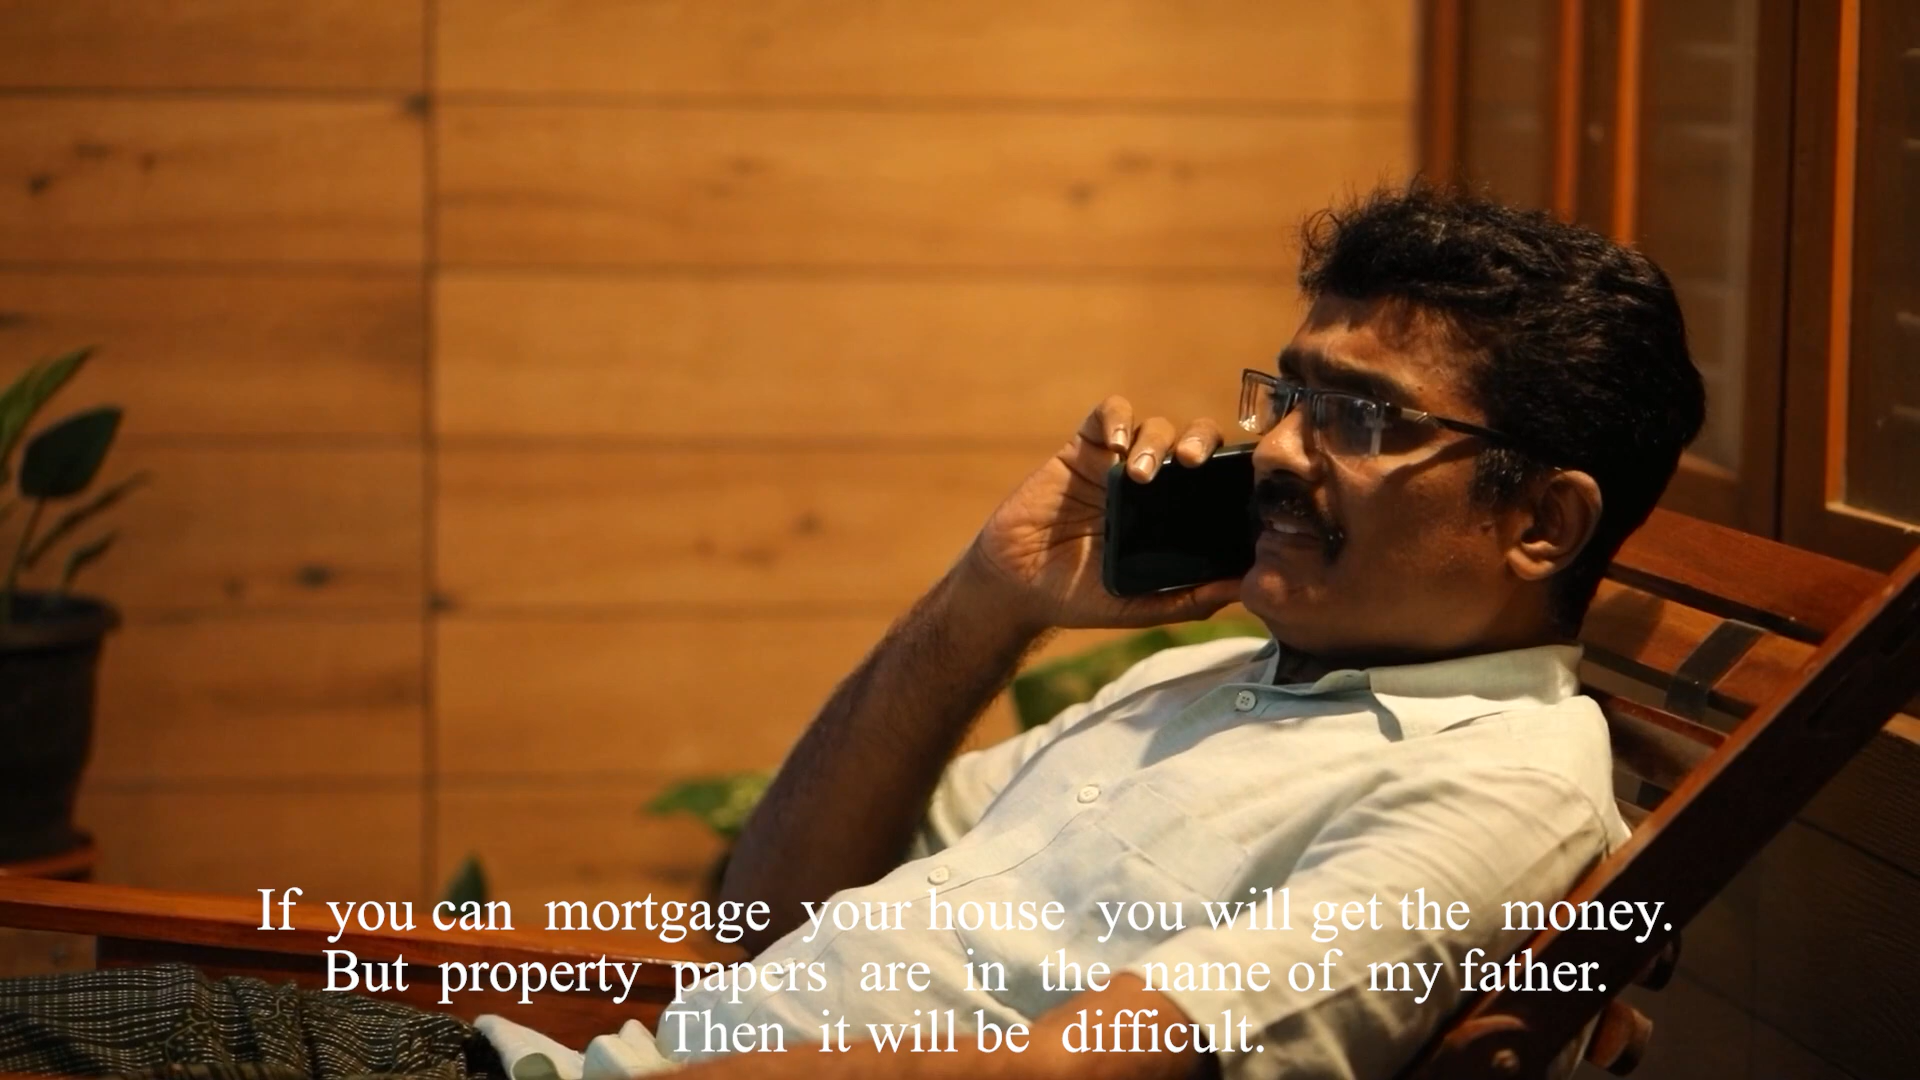 If you can mortgage your house you will get the money.
But property papers are in the name of my father.
Then it will be difficult.